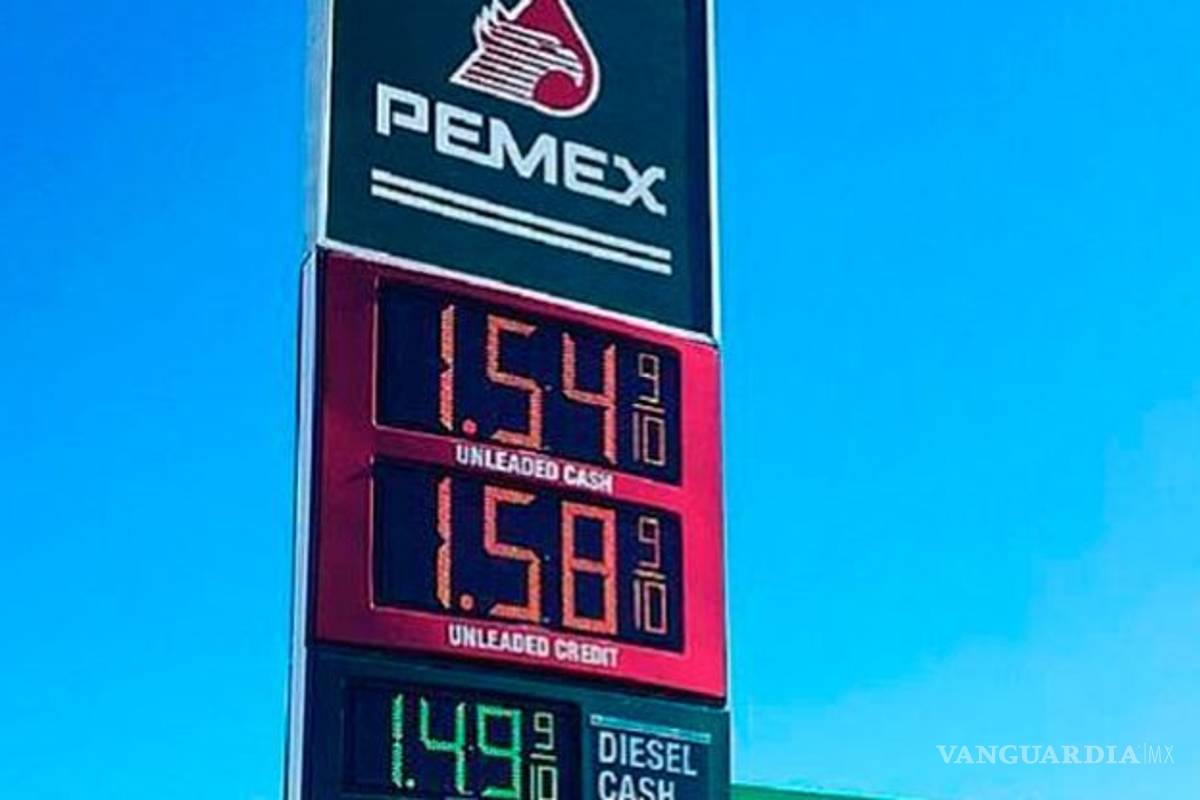 PEMEX
1.54 9/10
UNLEADED CASH
1.58 9/10
UNLEADED CREDIT
1.49 9/10
DIESEL
CASH
VANGUARDIA|MX